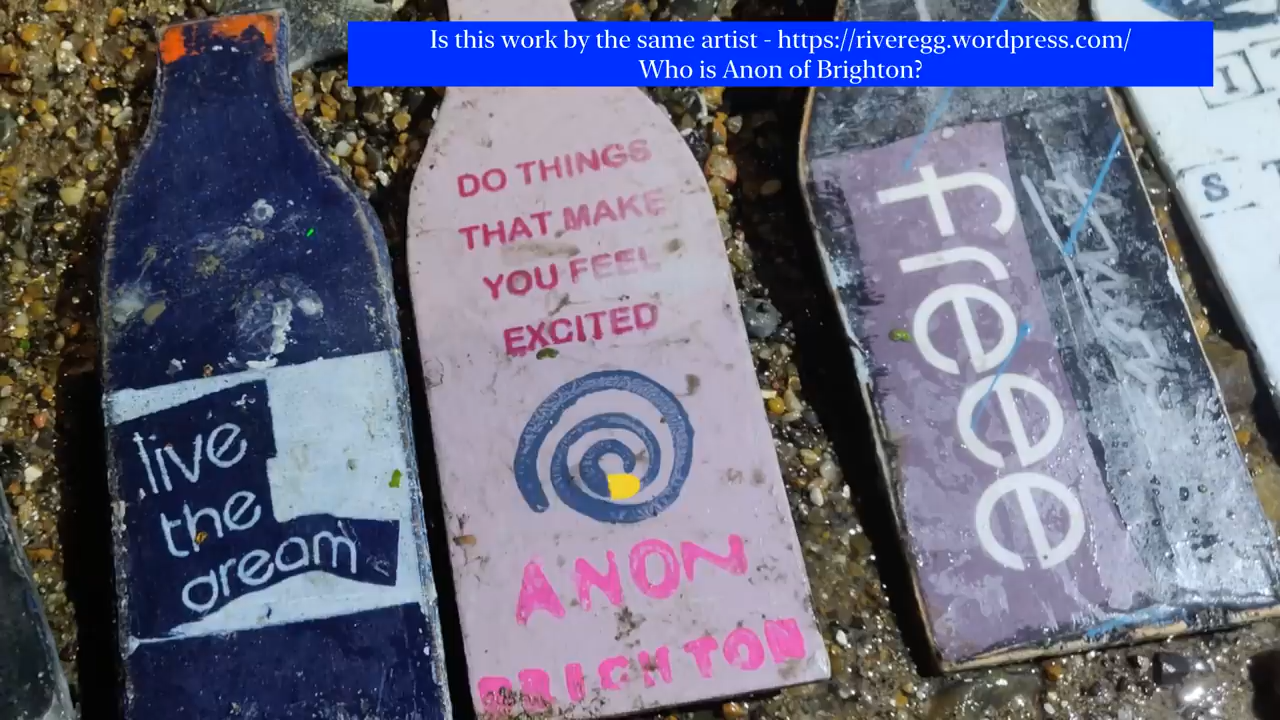 Is this work by the same artist - https://riveregg.wordpress.com/
Who is Anon of Brighton?
live
the
dream
DO THINGS
THAT MAKE
YOU FEEL
EXCITED
ANON
BRIGHTON
freee
I
S T